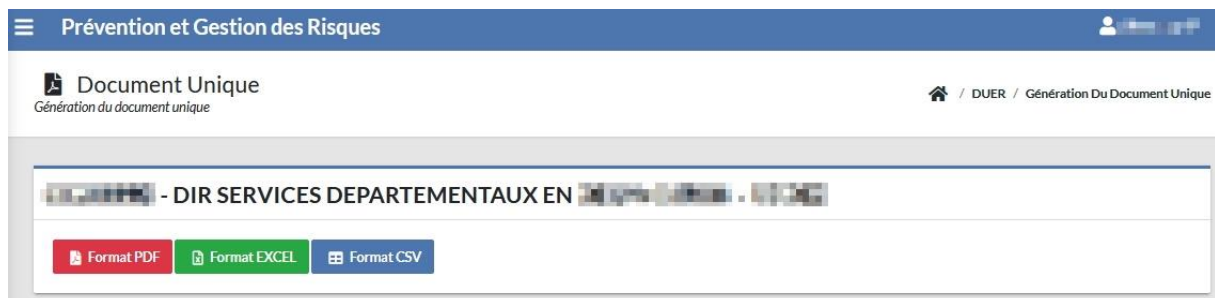 Prévention et Gestion des Risques
Document Unique
Génération du document unique
/ DUER / Génération Du Document Unique
- DIR SERVICES DEPARTEMENTAUX EN -
Format PDF Format EXCEL Format CSV